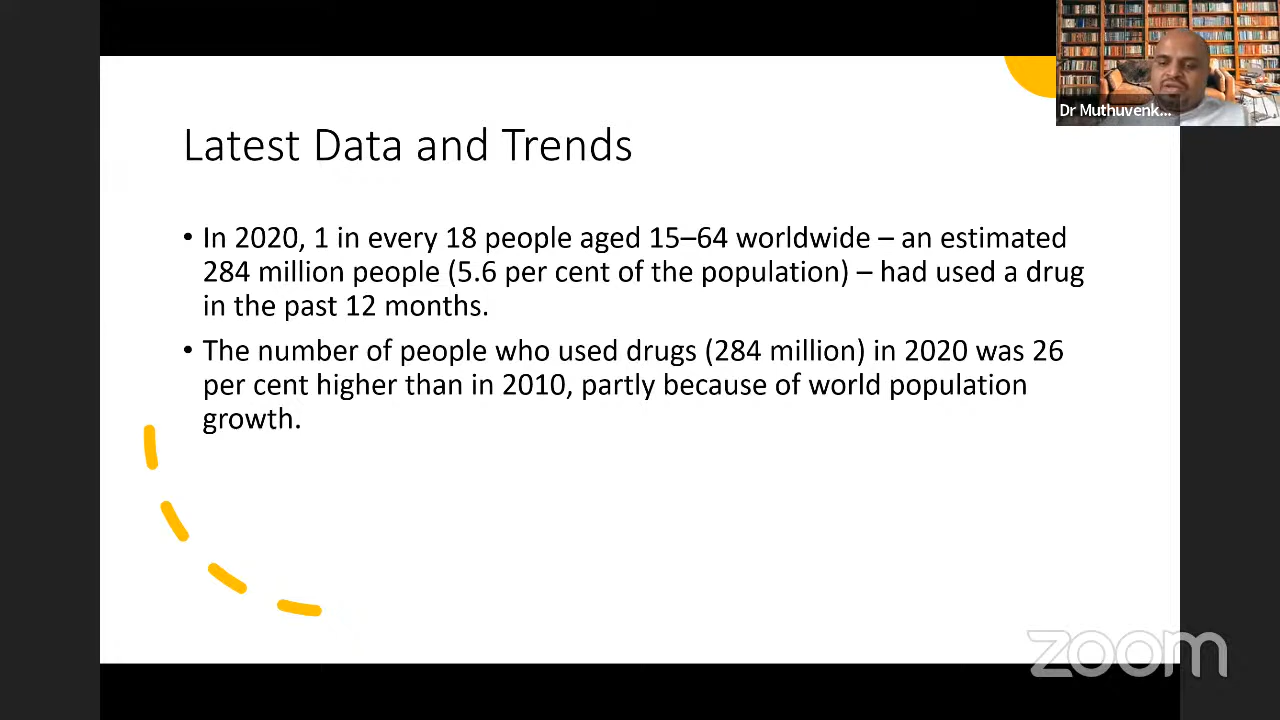 Dr Muthuvenk...
Latest Data and Trends
• In 2020, 1 in every 18 people aged 15–64 worldwide – an estimated
284 million people (5.6 per cent of the population) – had used a drug
in the past 12 months.
• The number of people who used drugs (284 million) in 2020 was 26
per cent higher than in 2010, partly because of world population
growth.
zoom